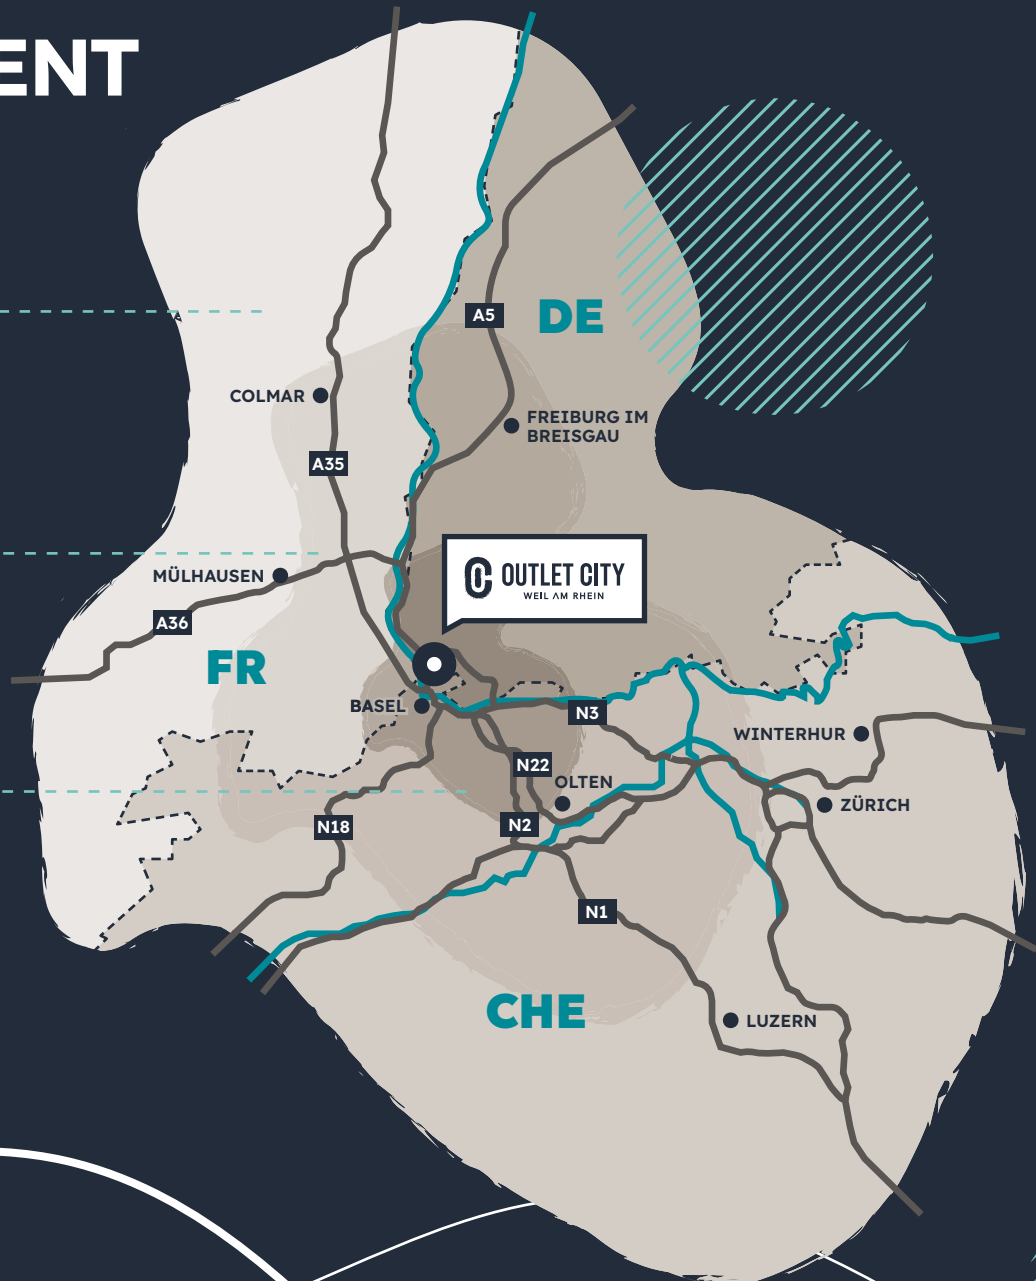 ENT
A5
DE
COLMAR
FREIBURG IM
BREISGAU
A35
OUTLET CITY
WEIL AM RHEIN
MÜLHAUSEN
A36
FR
BASEL
N3
WINTERHUR
N22
OLTEN
ZÜRICH
N18
N2
N1
CHE
LUZERN